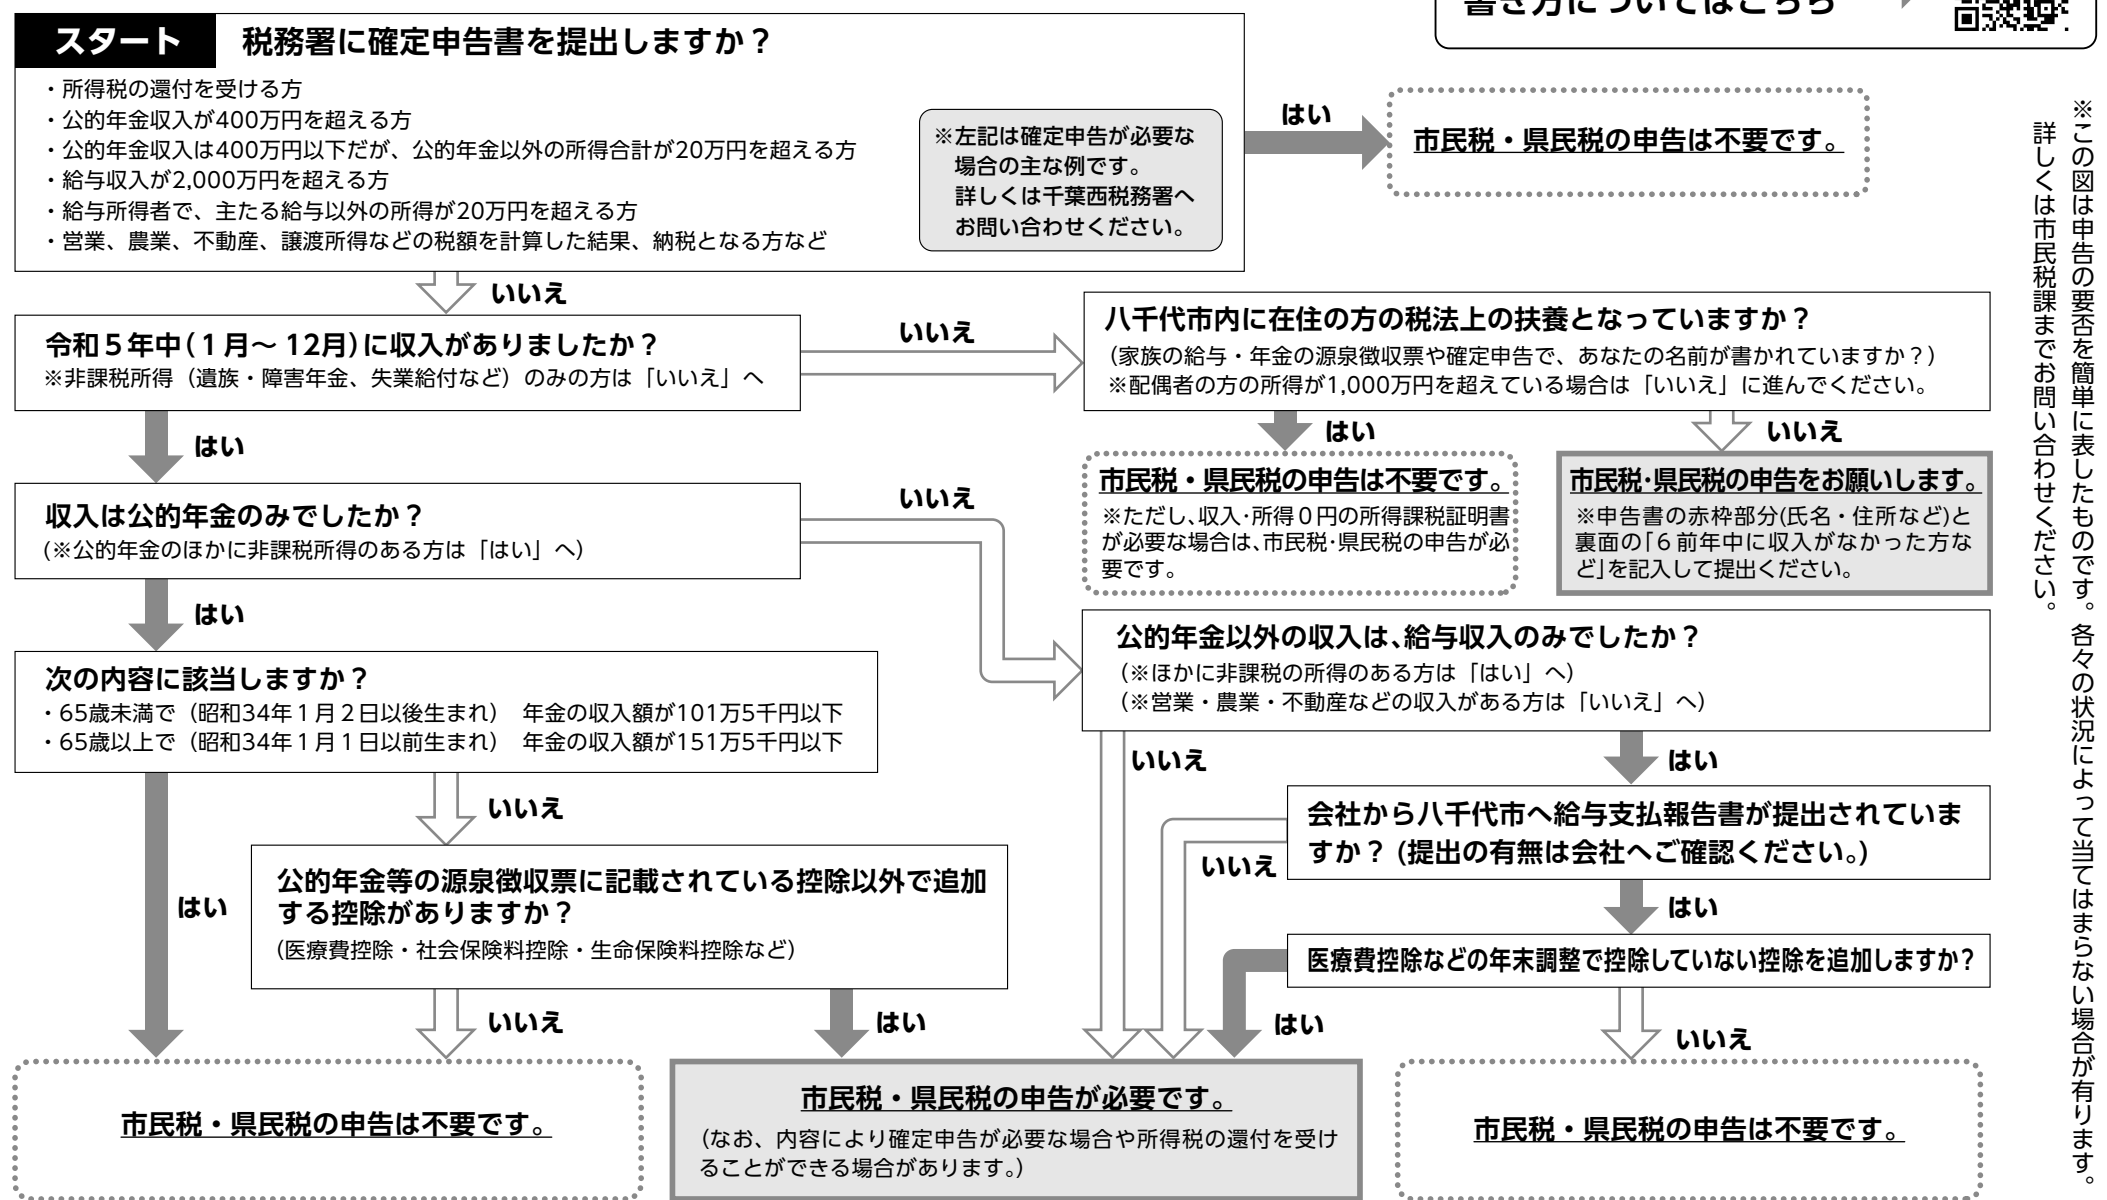 書き方についてはこちら
スタート 税務署に確定申告書を提出しますか？
・所得税の還付を受ける方
・公的年金収入が400万円を超える方
・公的年金収入は400万円以下だが、公的年金以外の所得合計が20万円を超える方
・給与収入が2,000万円を超える方
・給与所得者で、主たる給与以外の所得が20万円を超える方
・営業、農業、不動産、譲渡所得などの税額を計算した結果、納税となる方など
※左記は確定申告が必要な
場合の主な例です。
詳しくは千葉西税務署へ
お問い合わせください。
はい
市民税・県民税の申告は不要です。
いいえ
令和５年中（１月〜 12月）に収入がありましたか？
※非課税所得（遺族・障害年金、失業給付など）のみの方は「いいえ」へ
いいえ
八千代市内に在住の方の税法上の扶養となっていますか？
（家族の給与・年金の源泉徴収票や確定申告で、あなたの名前が書かれていますか？）
※配偶者の方の所得が1,000万円を超えている場合は「いいえ」に進んでください。
はい
いいえ
市民税・県民税の申告は不要です。
※ただし、収入・所得０円の所得課税証明書
が必要な場合は、市民税・県民税の申告が必
要です。
市民税・県民税の申告をお願いします。
※申告書の赤枠部分(氏名・住所など)と
裏面の「６前年中に収入がなかった方な
ど」を記入して提出ください。
はい
収入は公的年金のみでしたか？
(※公的年金のほかに非課税所得のある方は「はい」へ)
いいえ
はい
公的年金以外の収入は、給与収入のみでしたか？
（※ほかに非課税の所得のある方は「はい」へ）
（※営業・農業・不動産などの収入がある方は「いいえ」へ）
次の内容に該当しますか？
・65歳未満で（昭和34年１月２日以後生まれ） 年金の収入額が101万5千円以下
・65歳以上で（昭和34年１月１日以前生まれ） 年金の収入額が151万5千円以下
いいえ
はい
いいえ
会社から八千代市へ給与支払報告書が提出されていま
すか？ (提出の有無は会社へご確認ください。)
いいえ
はい
はい
公的年金等の源泉徴収票に記載されている控除以外で追加
する控除がありますか？
(医療費控除・社会保険料控除・生命保険料控除など)
医療費控除などの年末調整で控除していない控除を追加しますか？
いいえ
はい
はい
いいえ
市民税・県民税の申告は不要です。
市民税・県民税の申告が必要です。
(なお、内容により確定申告が必要な場合や所得税の還付を受け
ることができる場合があります。)
市民税・県民税の申告は不要です。
※この図は申告の要否を簡単に表したものです。各々の状況によって当てはまらない場合が有ります。
詳しくは市民税課までお問い合わせください。